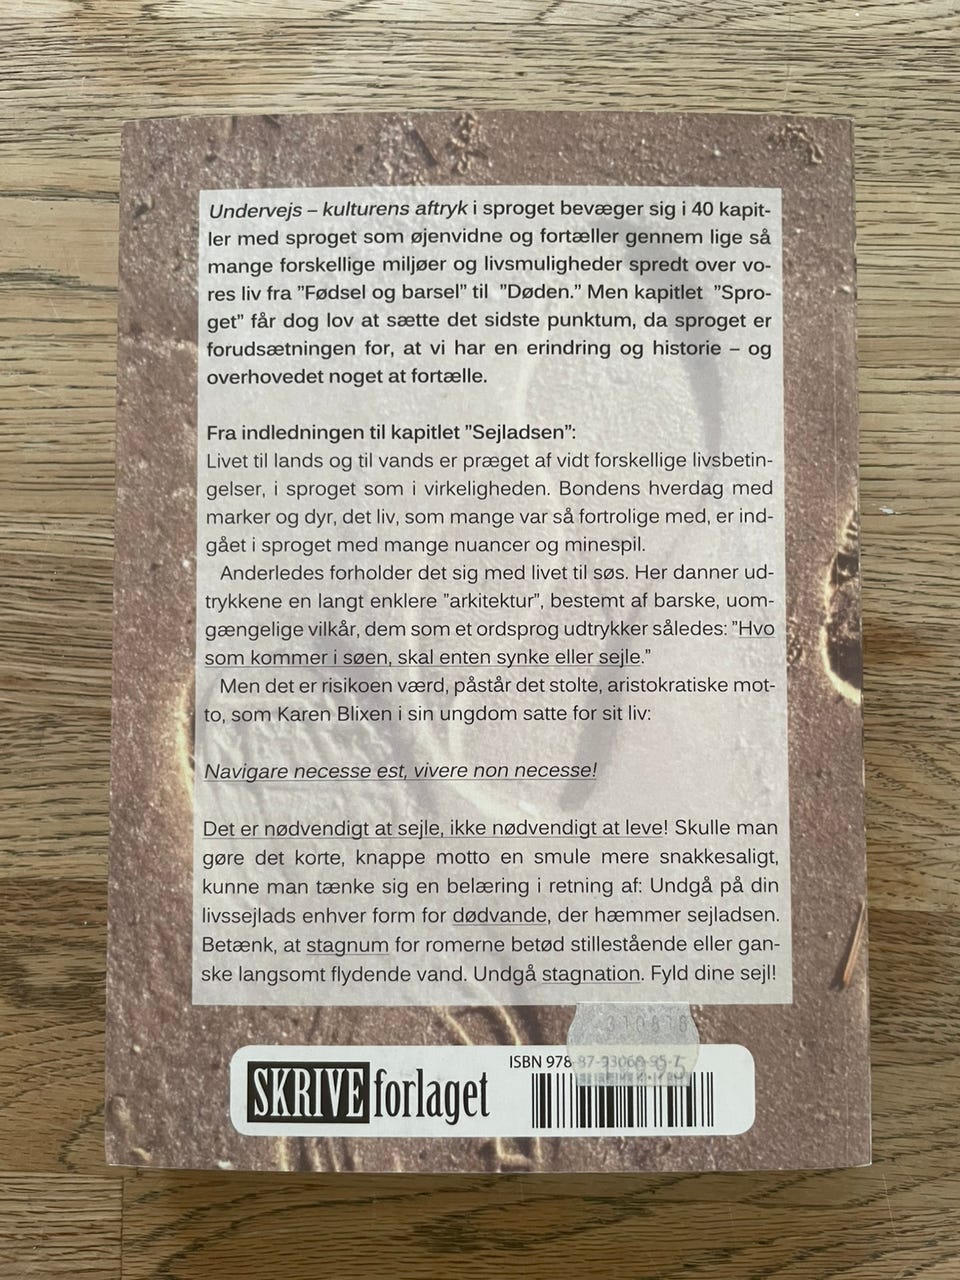 Undervejs – kulturens aftryk i sproget bevæger sig i 40 kapit-
ler med sproget som øjenvidne og fortæller gennem lige så
mange forskellige miljøer og livsmuligheder spredt over vo-
res liv fra ”Fødsel og barsel” til ”Døden.” Men kapitlet ”Spro-
get” får dog lov at sætte det sidste punktum, da sproget er
forudsætningen for, at vi har en erindring og historie – og
overhovedet noget at fortælle.
Fra indledningen til kapitlet ”Sejladsen”:
Livet til lands og til vands er præget af vidt forskellige livsbetin-
gelser, i sproget som i virkeligheden. Bondens hverdag med
marker og dyr, det liv, som mange var så fortrolige med, er ind-
gået i sproget med mange nuancer og minespil.
Anderledes forholder det sig med livet til søs. Her danner ud-
trykkene en langt enklere ”arkitektur”, bestemt af barske, uom-
gængelige vilkår, dem som et ordsprog udtrykker således: ”Hvo
som kommer i søen, skal enten synke eller sejle.”
Men det er risikoen værd, påstår det stolte, aristokratiske mot-
to, som Karen Blixen i sin ungdom satte for sit liv:
Navigare necesse est, vivere non necesse!
Det er nødvendigt at sejle, ikke nødvendigt at leve! Skulle man
gøre det korte, knappe motto en smule mere snakkesaligt,
kunne man tænke sig en belæring i retning af: Undgå på din
livssejlads enhver form for dødvande, der hæmmer sejladsen.
Betænk, at stagnum for romerne betød stillestående eller gan-
ske langsomt flydende vand. Undgå stagnation. Fyld dine sejl!
SKRIVEforlaget
ISBN 978-87-